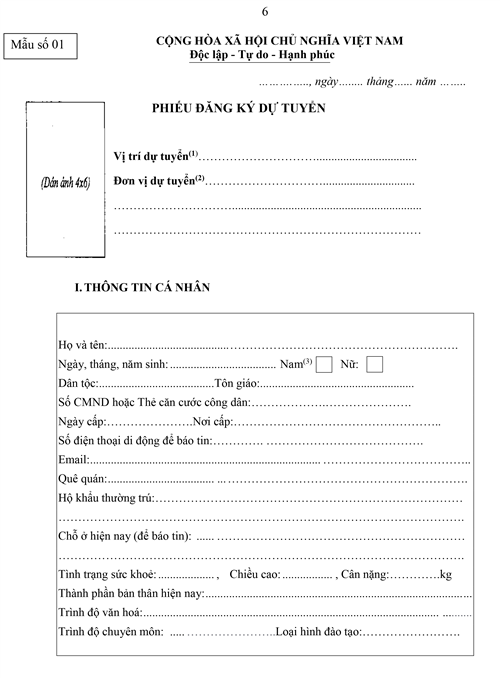 6
Mẫu số 01
CỘNG HÒA XÃ HỘI CHỦ NGHĨA VIỆT NAM
Độc lập - Tự do - Hạnh phúc
……………, ngày…….. tháng…... năm ……..
PHIẾU ĐĂNG KÝ DỰ TUYỂN
(Dán ảnh 4x6)
Vị trí dự tuyển(1)……………………………...................................
Đơn vị dự tuyển(2)……………………………................................
……………………………………….........................................
……………………………………………………………………
I. THÔNG TIN CÁ NHÂN
Họ và tên:.........................................………………………………………………….
Ngày, tháng, năm sinh: .................................... Nam(3) Nữ:
Dân tộc:.......................................Tôn giáo:....................................................
Số CMND hoặc Thẻ căn cước công dân:……………….……………………..
Ngày cấp:………………….Nơi cấp:……………………………………………..
Số điện thoại di động để báo tin:…………. …………………………………….
Email:.............................................................................. ………………………………..
Quê quán:....................................... …………………………………………………….
Hộ khẩu thường trú:……………………………………………………………………
…………………………………………………………………………………………..
Chỗ ở hiện nay (để báo tin): ...... ………………………………………………………
…………………………………………………………………………………………..
Tình trạng sức khoẻ: ................... , Chiều cao: ................. , Cân nặng:………….kg
Thành phần bản thân hiện nay:..........................................................................................
Trình độ văn hoá:..............................................................................................
Trình độ chuyên môn: ..... ………………….Loại hình đào tạo:…………………….